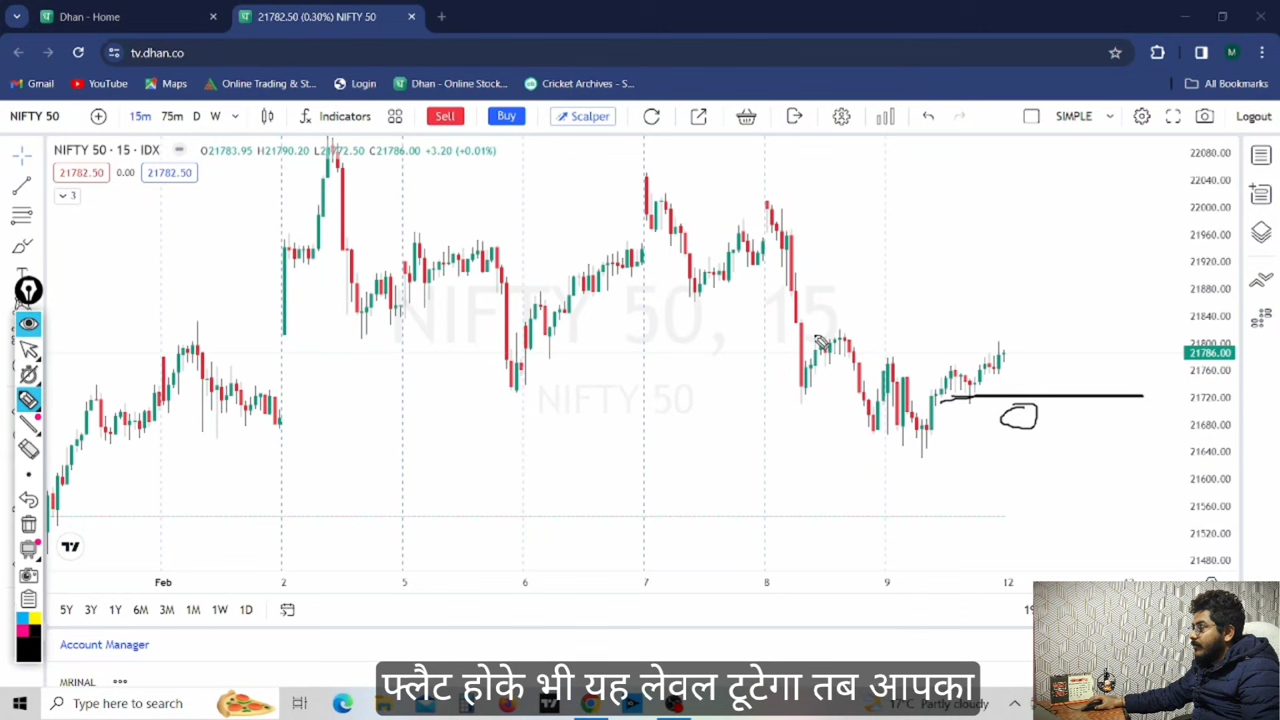 Dhan - Home
21782.50 (0.30%) NIFTY 50
tv.dhan.co
M
Gmail YouTube Maps Online Trading & St... Login Dhan - Online Stock... Cricket Archives - S... All Bookmarks
NIFTY 50 15m 75m D W Indicators Sell Buy Scalper SIMPLE Logout
NIFTY 50 · 15 · IDX O21783.95 H21790.20 L21772.50 C21786.00 +3.20 (+0.01%)
21782.50 0.00 21782.50
3
22080.00
22040.00
22000.00
21960.00
21920.00
21880.00
21840.00
21800.00
21786.00
21760.00
21720.00
21680.00
21640.00
21600.00
21560.00
21520.00
21480.00
NIFTY 50, 15
NIFTY 50
Feb 2 5 6 7 8 9 12
5Y 3Y 1Y 6M 3M 1M 1W 1D
Account Manager
MRINAL
फ्लैट होके भी यह लेवल टूटेगा तब आपका
Type here to search
17°C Partly cloudy